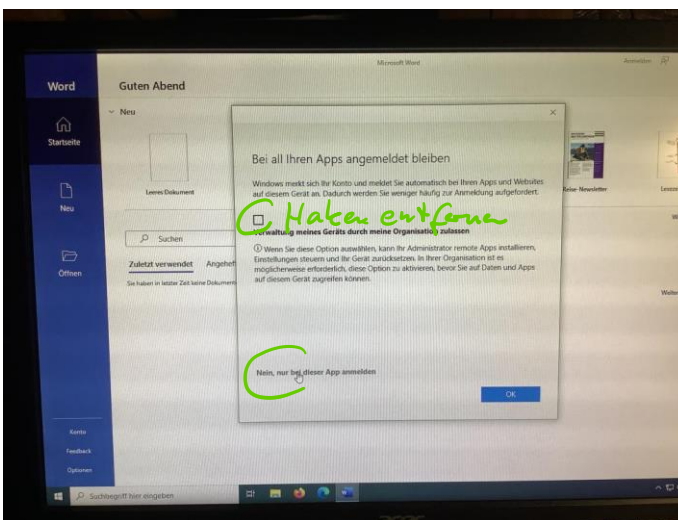 Microsoft Word
Anmelden
Word
Guten Abend
Neu
Startseite
Leeres Dokument
Reise-Newsletter
Neu
Suchen
Zuletzt verwendet
Öffnen
Bei all Ihren Apps angemeldet bleiben
Windows merkt sich Ihr Konto und meldet Sie automatisch bei Ihren Apps und Websites
auf diesem Gerät an. Dadurch werden Sie weniger häufig zur Anmeldung aufgefordert.
Haken entfernen
Verwaltung meines Geräts durch meine Organisation zulassen
Wenn Sie diese Option auswählen, kann Ihr Administrator remote Apps installieren,
Einstellungen steuern und Ihr Gerät zurücksetzen. In Ihrer Organisation ist es
möglicherweise erforderlich, diese Option zu aktivieren, bevor Sie auf Daten und Apps
auf diesem Gerät zugreifen können.
Nein, nur bei dieser App anmelden
OK
Sie haben in letzter Zeit keine
Konto
Feedback
Optionen
Suchbegriff hier eingeben